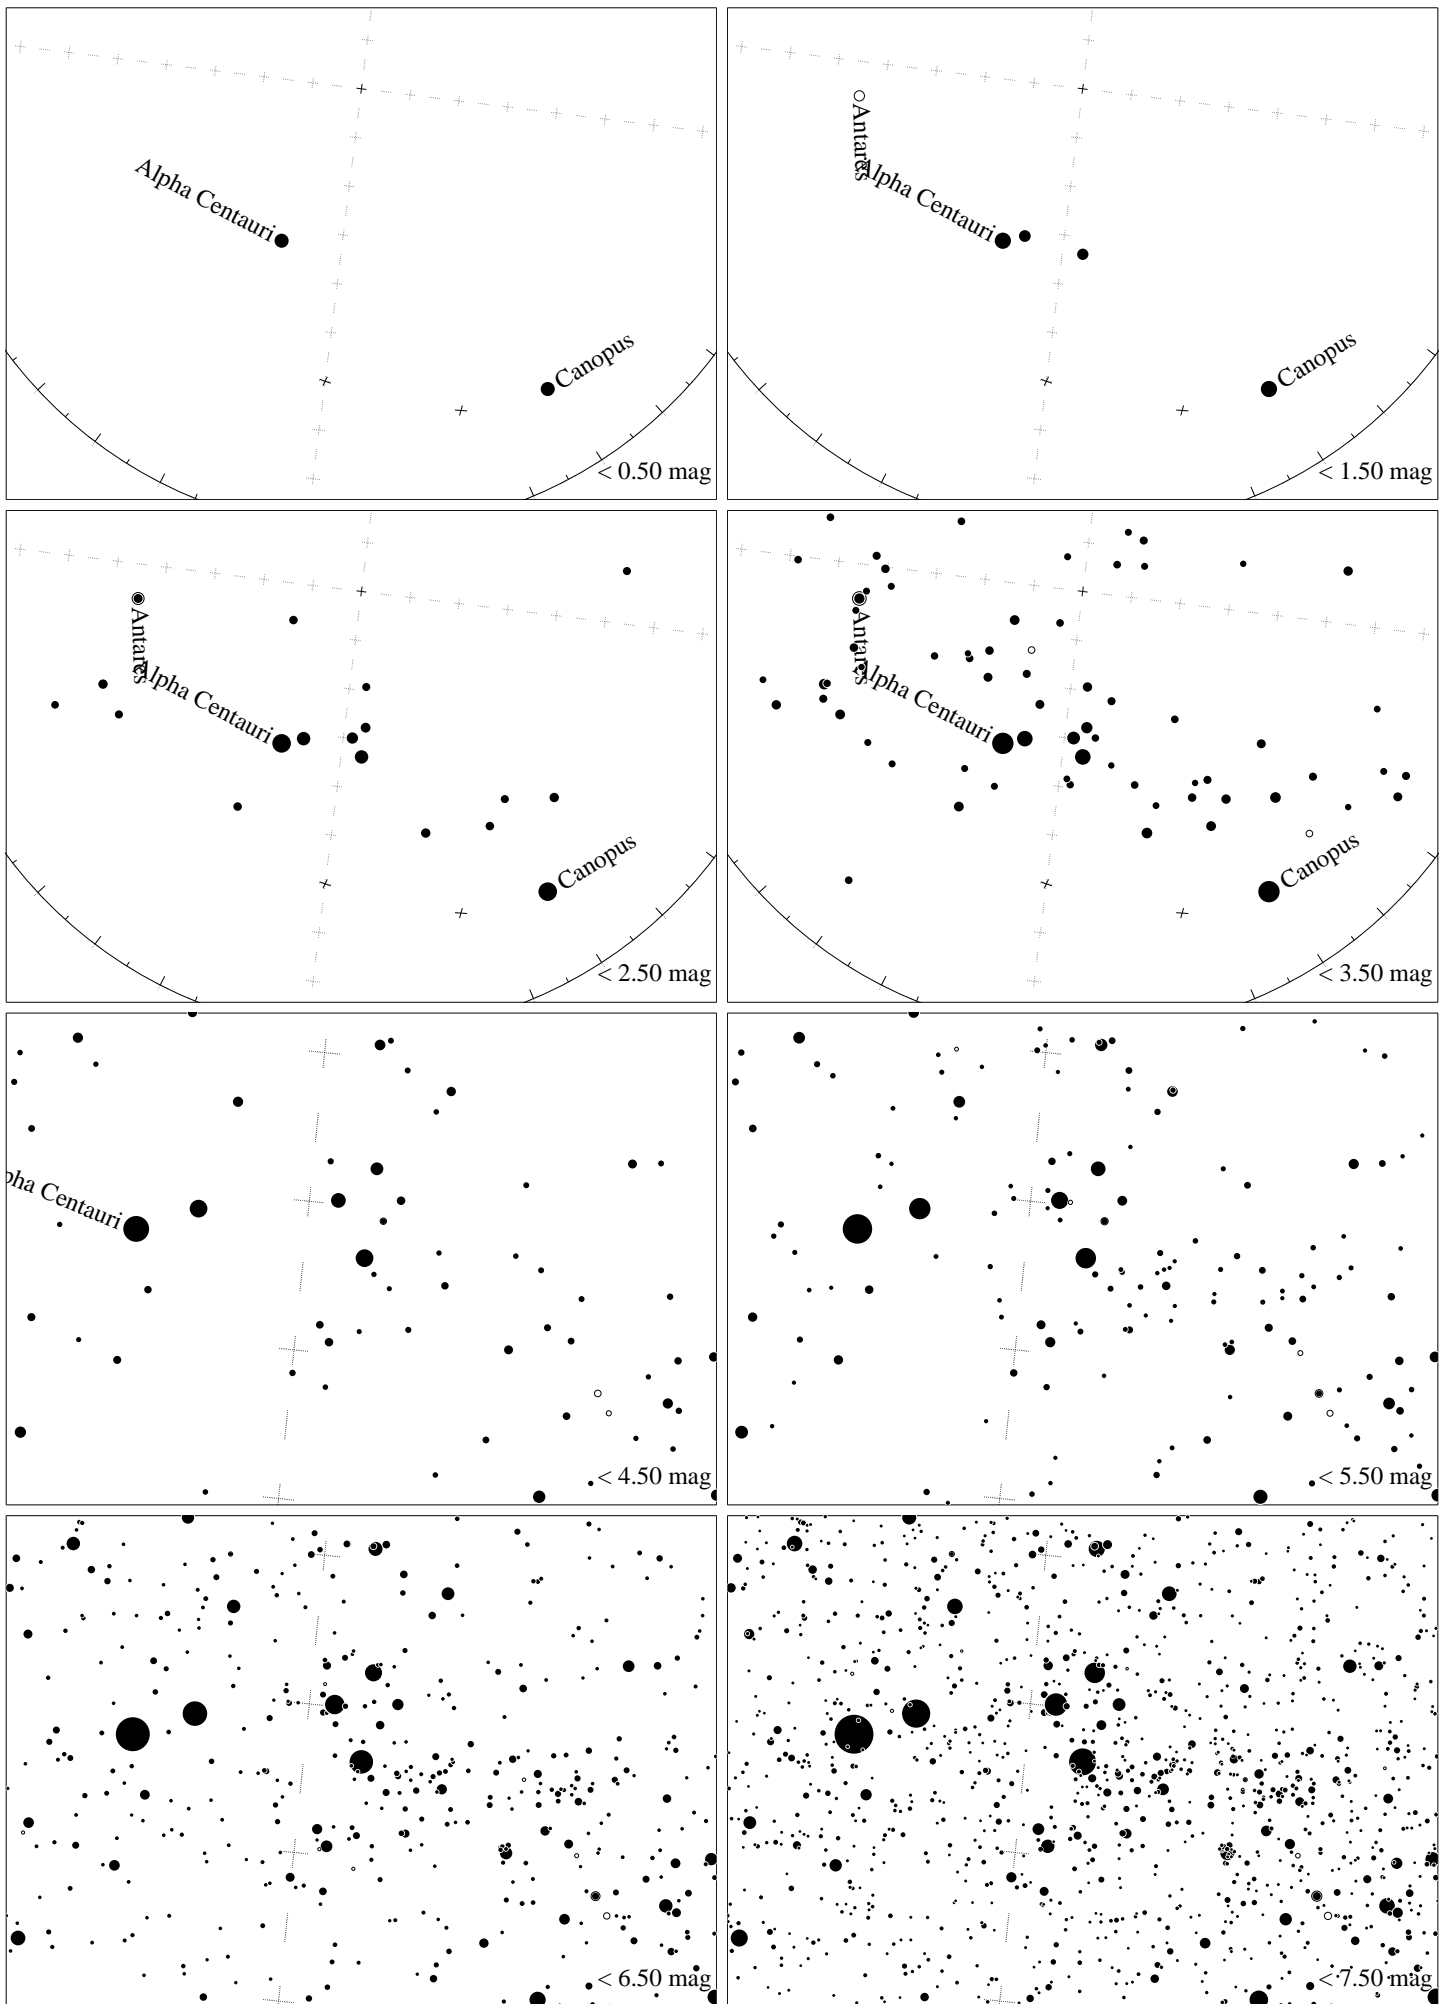 Alpha Centauri
Canopus
< 0.50 mag
Antares
Alpha Centauri
Canopus
< 1.50 mag
Antares
Alpha Centauri
Canopus
< 2.50 mag
Antares
Alpha Centauri
Canopus
< 3.50 mag
pha Centauri
< 4.50 mag
< 5.50 mag
< 6.50 mag
< 7.50 mag